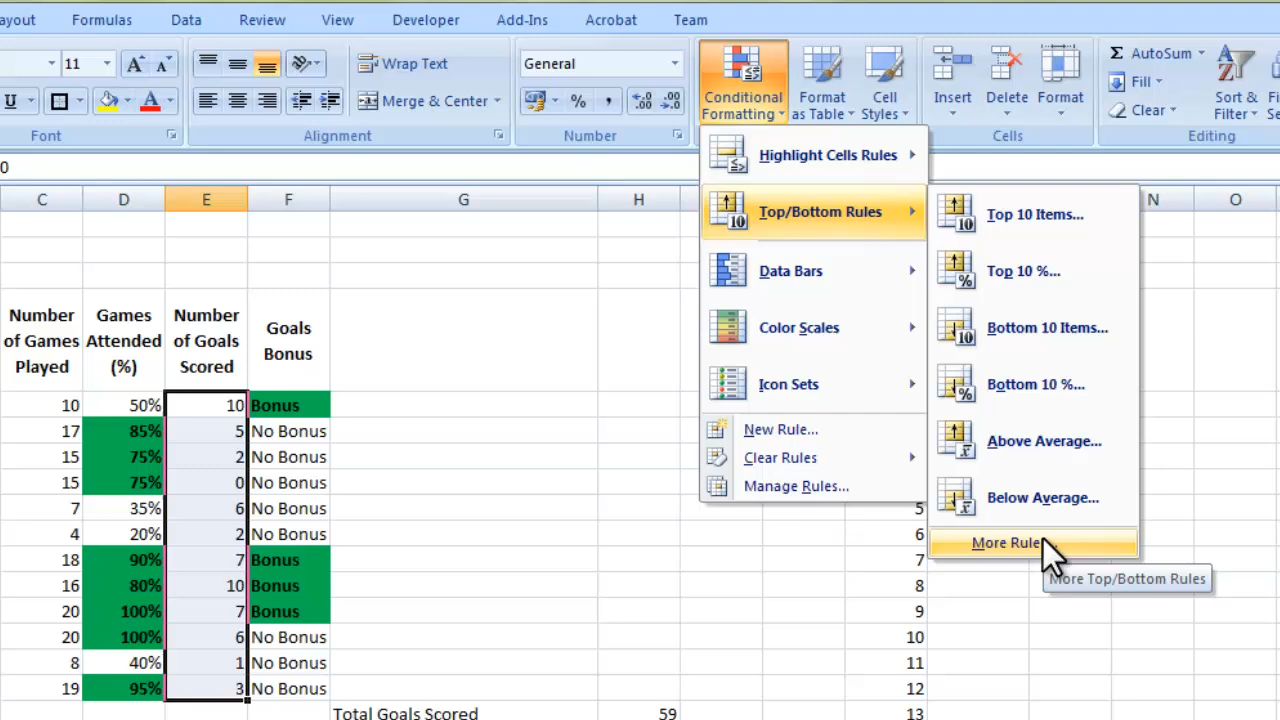 ayout Formulas Data Review View Developer Add-Ins Acrobat Team
11 A A Wrap Text General AutoSum
Conditional Formatting Format as Table Cell Styles Insert Delete Format Fill Sort & Filter
U A Merge & Center % , .00 Clear
Font Alignment Number Cells Editing
0
Highlight Cells Rules
Top/Bottom Rules
Data Bars
Color Scales
Icon Sets
New Rule...
Clear Rules
Manage Rules...
Top 10 Items...
Top 10 %...
Bottom 10 Items...
Bottom 10 %...
Above Average...
Below Average...
More Rule
More Top/Bottom Rules
C D E F G H N O
Number of Games Played Games Attended (%) Number of Goals Scored Goals Bonus
10 50% 10 Bonus
17 85% 5 No Bonus
15 75% 2 No Bonus
15 75% 0 No Bonus
7 35% 6 No Bonus 5
4 20% 2 No Bonus 6
18 90% 7 Bonus 7
16 80% 10 Bonus 8
20 100% 7 Bonus 9
20 100% 6 No Bonus 10
8 40% 1 No Bonus 11
19 95% 3 No Bonus 12
Total Goals Scored 59 13